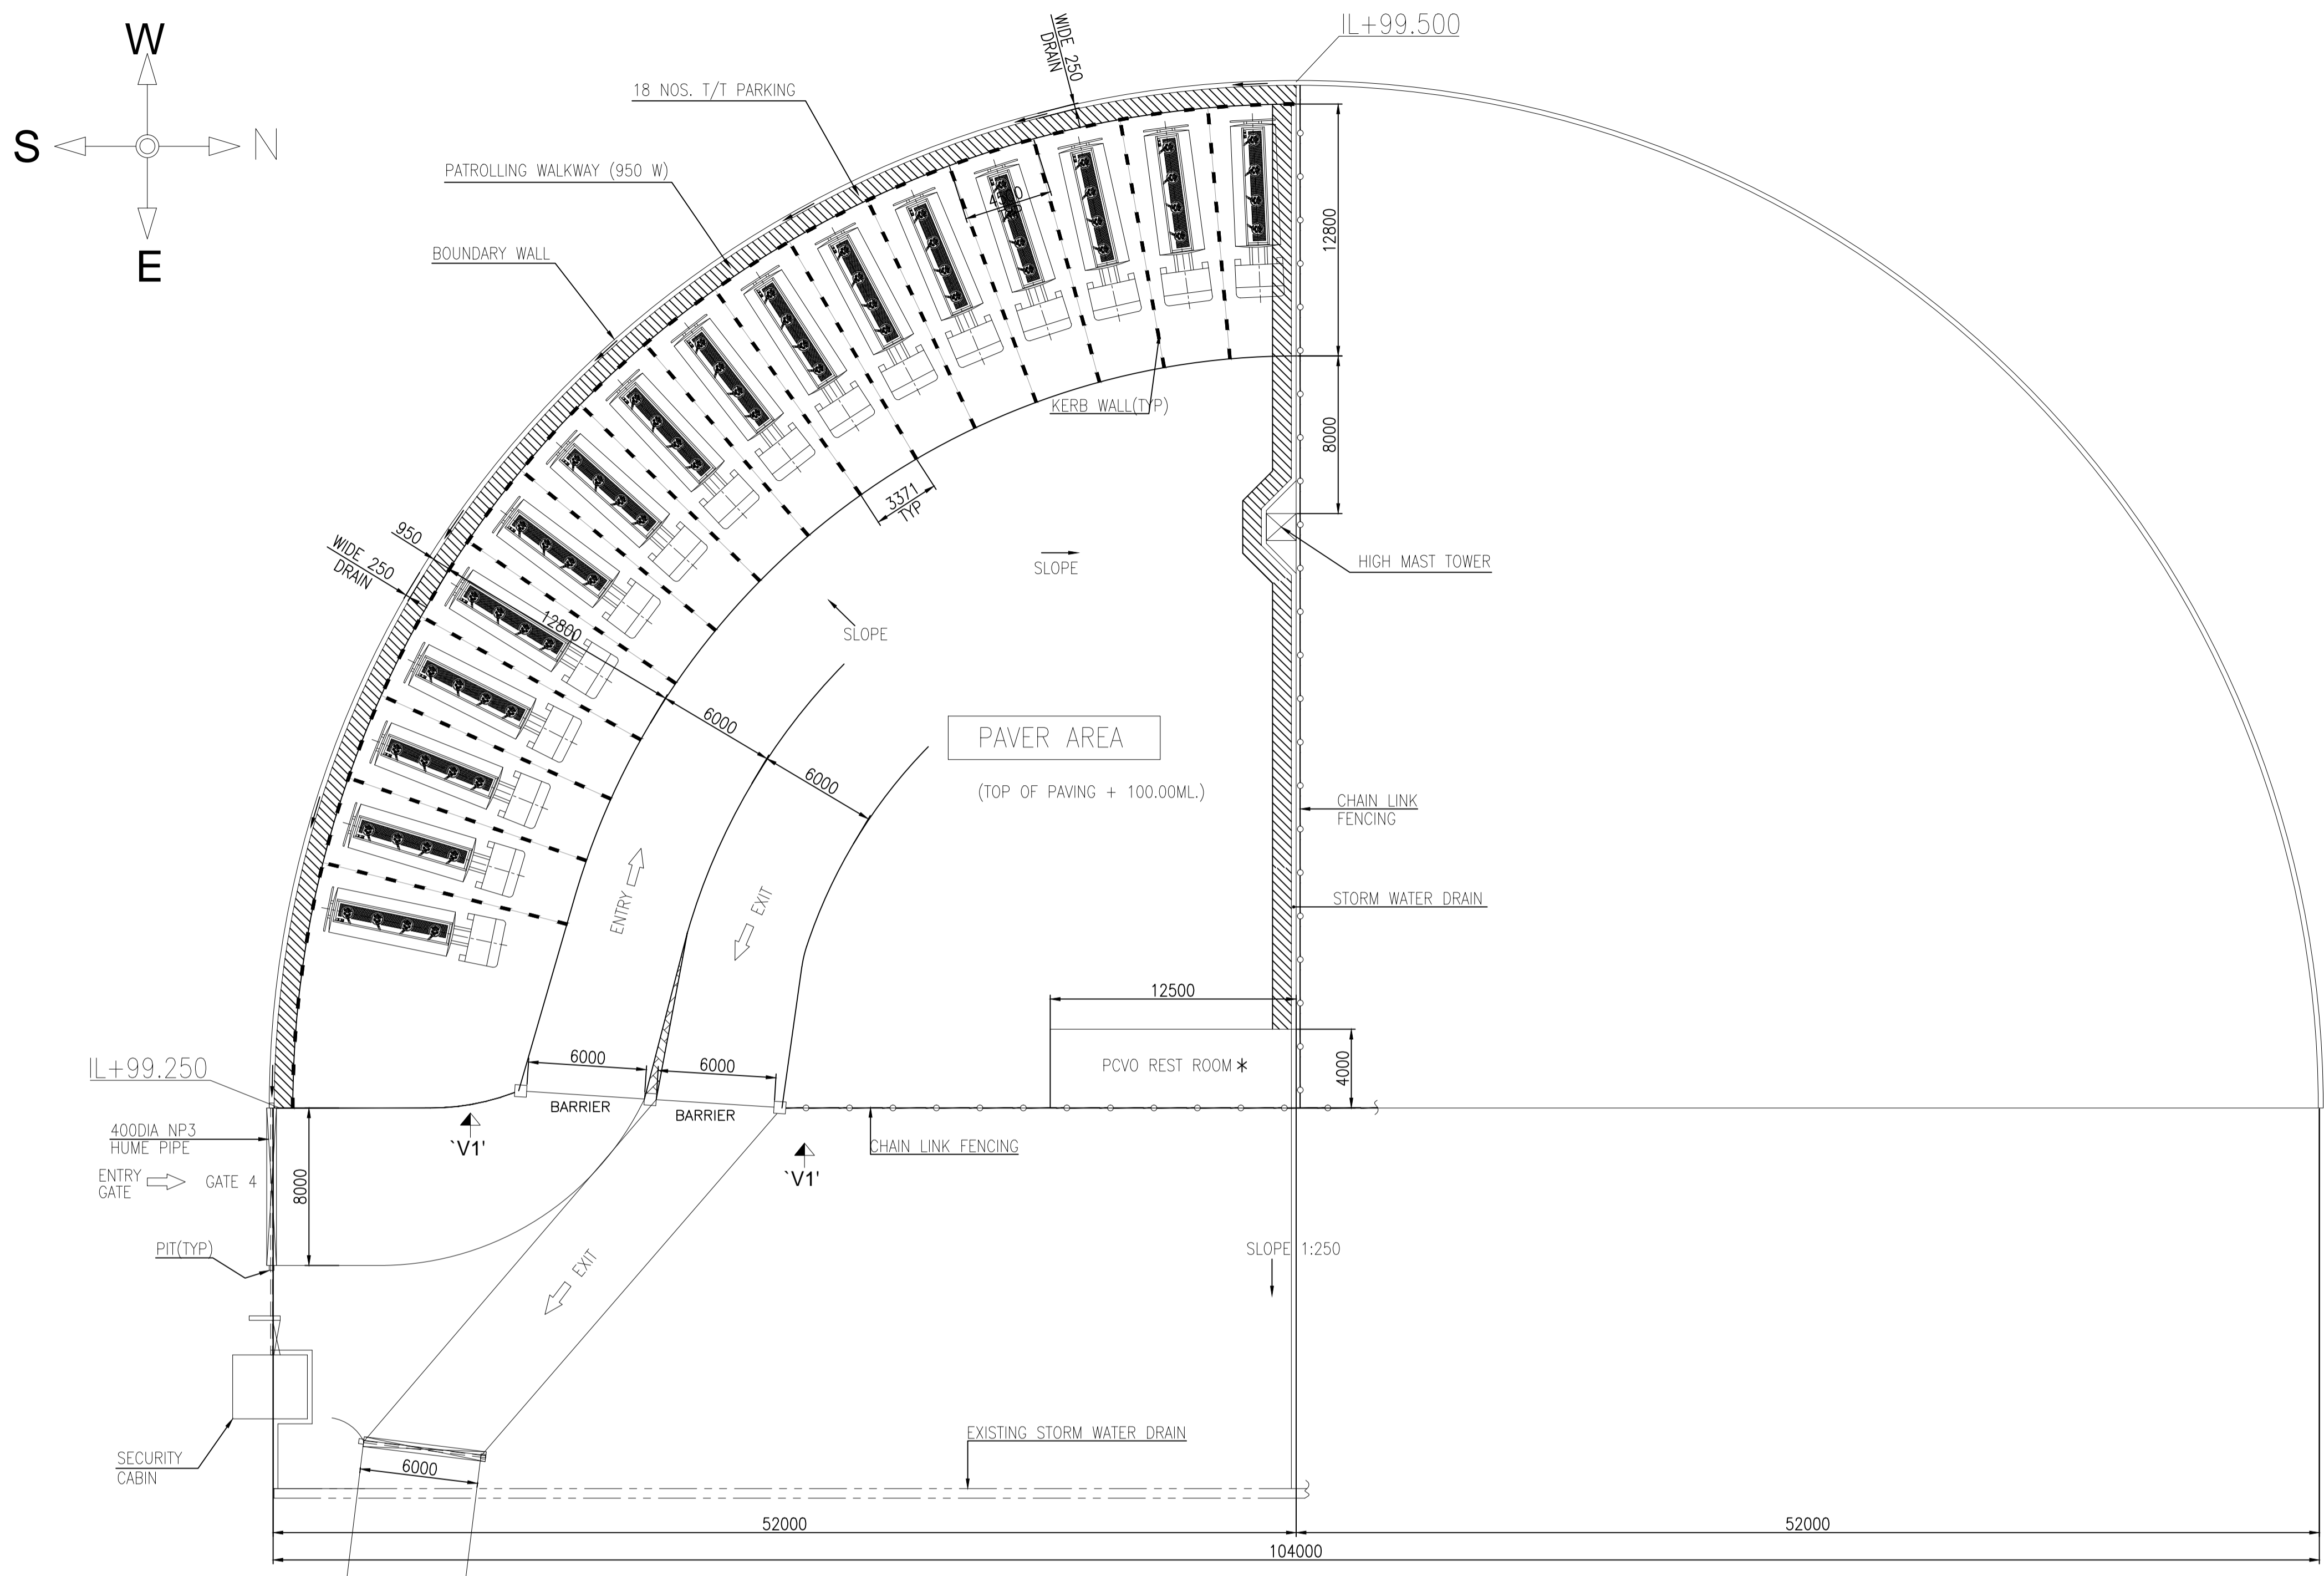 W
S
N
E
IL+99.500
WIDE 250
DRAIN
18 NOS. T/T PARKING
PATROLLING WALKWAY (950 W)
BOUNDARY WALL
12800
KERB WALL(TYP)
8000
3371
TYP
950
WIDE 250
DRAIN
12800
HIGH MAST TOWER
SLOPE
SLOPE
6000
PAVER AREA
6000
(TOP OF PAVING + 100.00ML.)
CHAIN LINK
FENCING
ENTRY
EXIT
STORM WATER DRAIN
12500
IL+99.250
6000
6000
PCVO REST ROOM*
4000
BARRIER
BARRIER
400DIA NP3
HUME PIPE
`V1'
CHAIN LINK FENCING
`V1'
ENTRY
GATE
GATE 4
8000
PIT(TYP)
EXIT
SLOPE 1:250
SECURITY
CABIN
6000
EXISTING STORM WATER DRAIN
52000
52000
104000